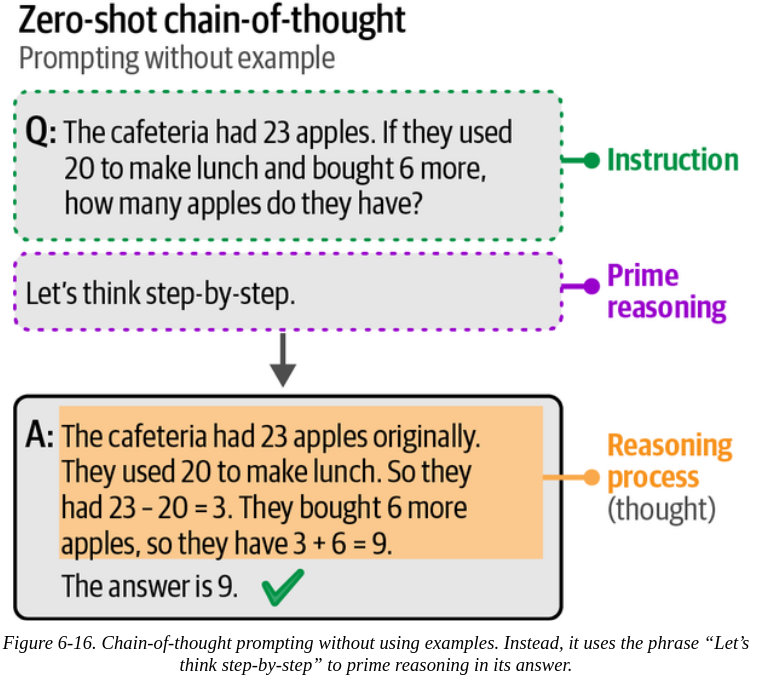 Zero-shot chain-of-thought
Prompting without example
Q: The cafeteria had 23 apples. If they used
20 to make lunch and bought 6 more,
how many apples do they have?
Instruction
Let's think step-by-step.
Prime
reasoning
A: The cafeteria had 23 apples originally.
They used 20 to make lunch. So they
had 23 – 20 = 3. They bought 6 more
apples, so they have 3 + 6 = 9.
The answer is 9.
Reasoning
process
(thought)
Figure 6-16. Chain-of-thought prompting without using examples. Instead, it uses the phrase “Let’s
think step-by-step” to prime reasoning in its answer.